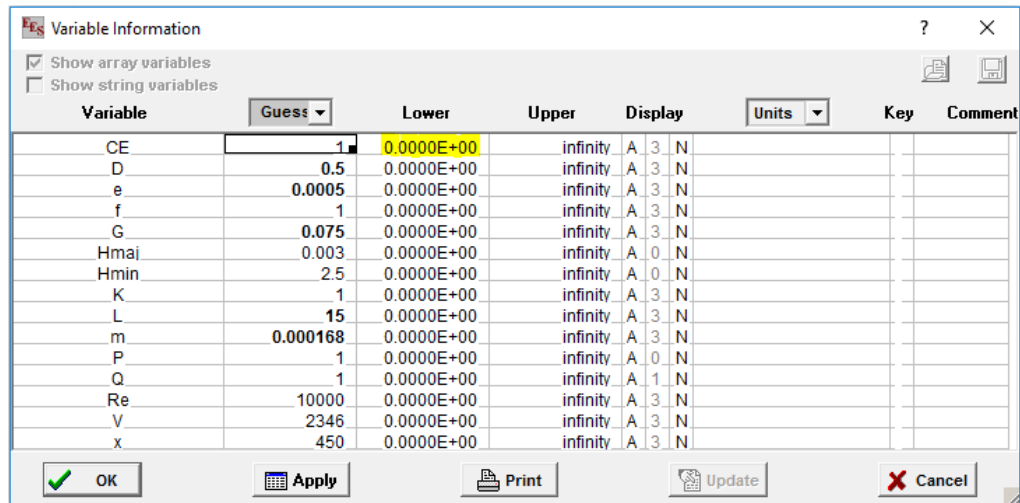 EES Variable Information ? ×
Show array variables
Show string variables
Variable Guess Lower Upper Display Units Key Comment
CE 1 0.0000E+00 infinity A 3 N
D 0.5 0.0000E+00 infinity A 3 N
e 0.0005 0.0000E+00 infinity A 3 N
f 1 0.0000E+00 infinity A 3 N
G 0.075 0.0000E+00 infinity A 3 N
Hmaj 0.003 0.0000E+00 infinity A 0 N
Hmin 2.5 0.0000E+00 infinity A 0 N
K 1 0.0000E+00 infinity A 3 N
L 15 0.0000E+00 infinity A 3 N
m 0.000168 0.0000E+00 infinity A 3 N
P 1 0.0000E+00 infinity A 0 N
Q 1 0.0000E+00 infinity A 1 N
Re 10000 0.0000E+00 infinity A 3 N
V 2346 0.0000E+00 infinity A 3 N
x 450 0.0000E+00 infinity A 3 N
OK Apply Print Update Cancel